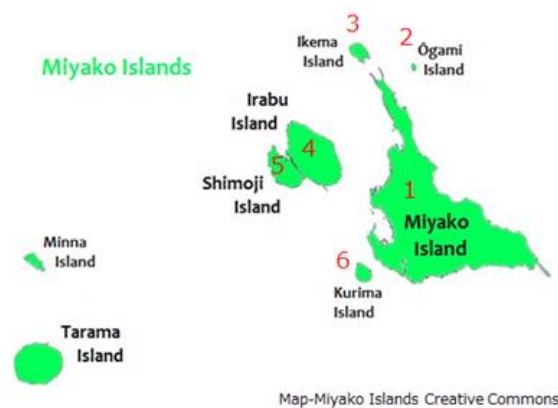 Miyako Islands
3
Ikema
Island
2
Ōgami
Island
Irabu
Island
4
5
Shimoji
Island
1
Miyako
Island
6
Kurima
Island
Minna
Island
Tarama
Island
Map-Miyako Islands Creative Commons